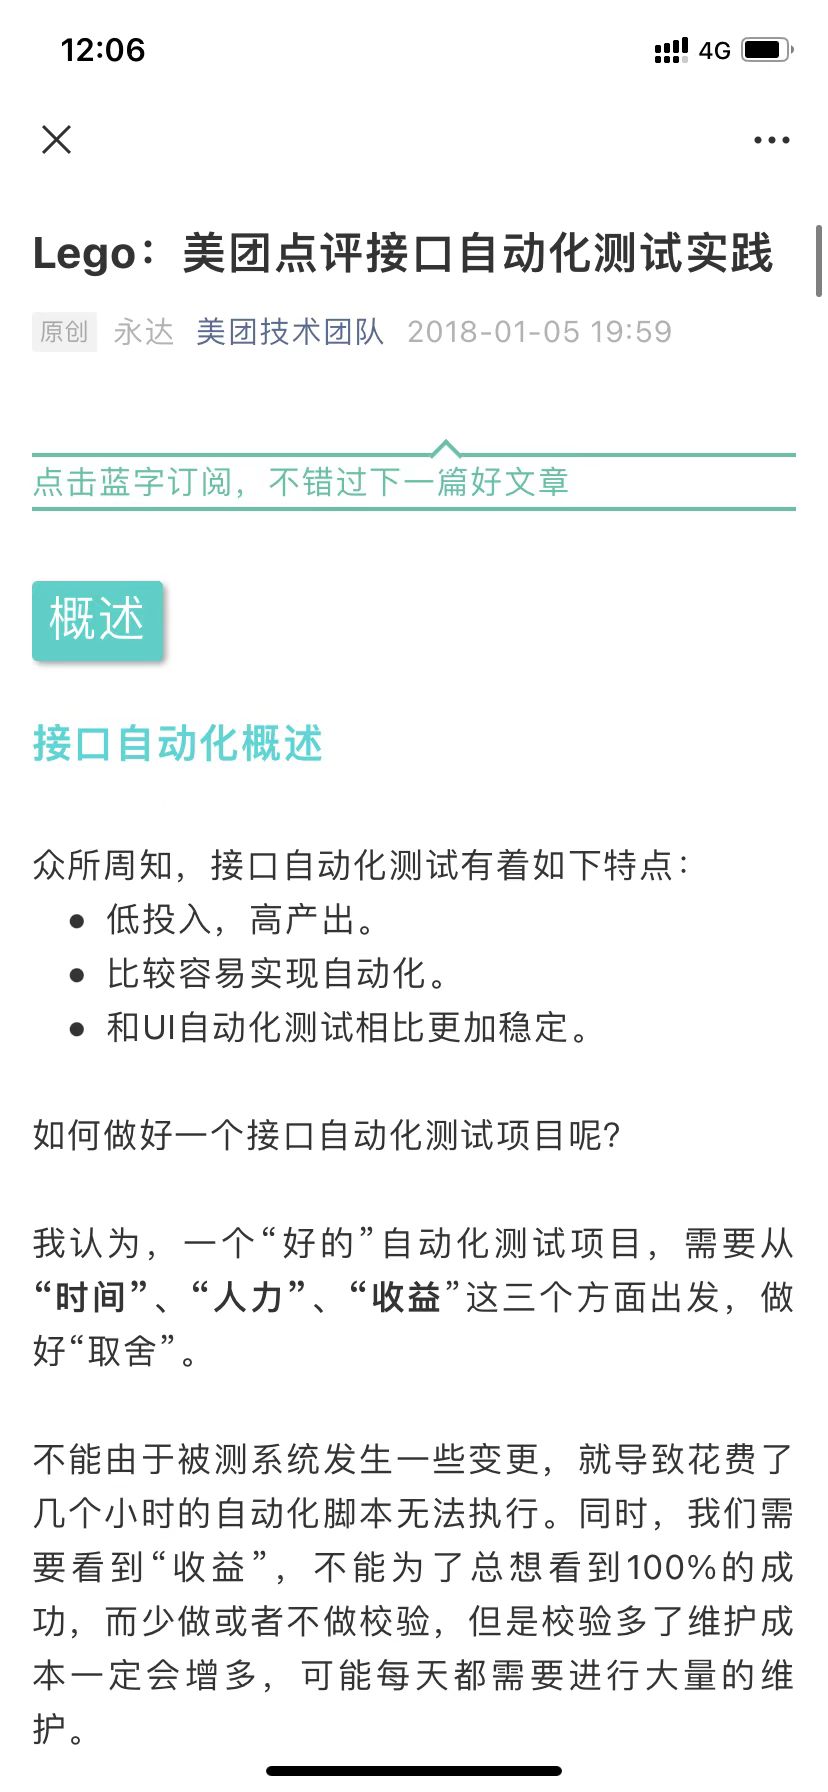 12:06
4G
Lego：美团点评接口自动化测试实践
原创 永达 美团技术团队 2018-01-05 19:59
点击蓝字订阅，不错过下一篇好文章
概述
接口自动化概述
众所周知，接口自动化测试有着如下特点：
● 低投入，高产出。
● 比较容易实现自动化。
● 和UI自动化测试相比更加稳定。
如何做好一个接口自动化测试项目呢?
我认为，一个“好的”自动化测试项目，需要从
“时间”、“人力”、“收益”这三个方面出发，做
好“取舍”。
不能由于被测系统发生一些变更，就导致花费了
几个小时的自动化脚本无法执行。同时，我们需
要看到“收益”，不能为了总想看到100%的成
功，而少做或者不做校验，但是校验多了维护成
本一定会增多，可能每天都需要进行大量的维
护。